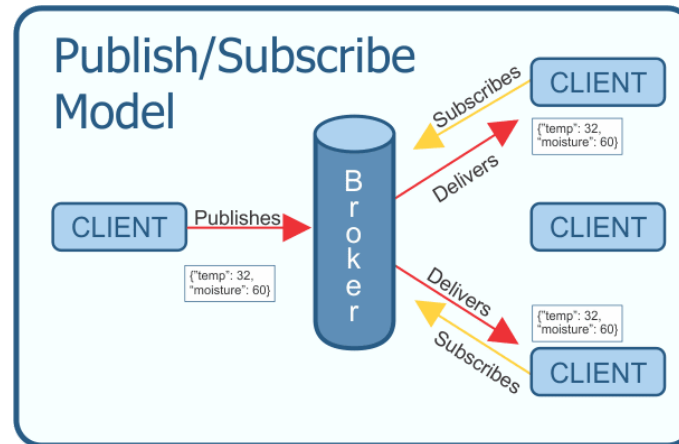 Publish/Subscribe
Model
CLIENT
Publishes
{"temp": 32,
"moisture": 60}
Broker
Subscribes
Delivers
CLIENT
{"temp": 32,
"moisture": 60}
CLIENT
Delivers
Subscribes
{"temp": 32,
"moisture": 60}
CLIENT